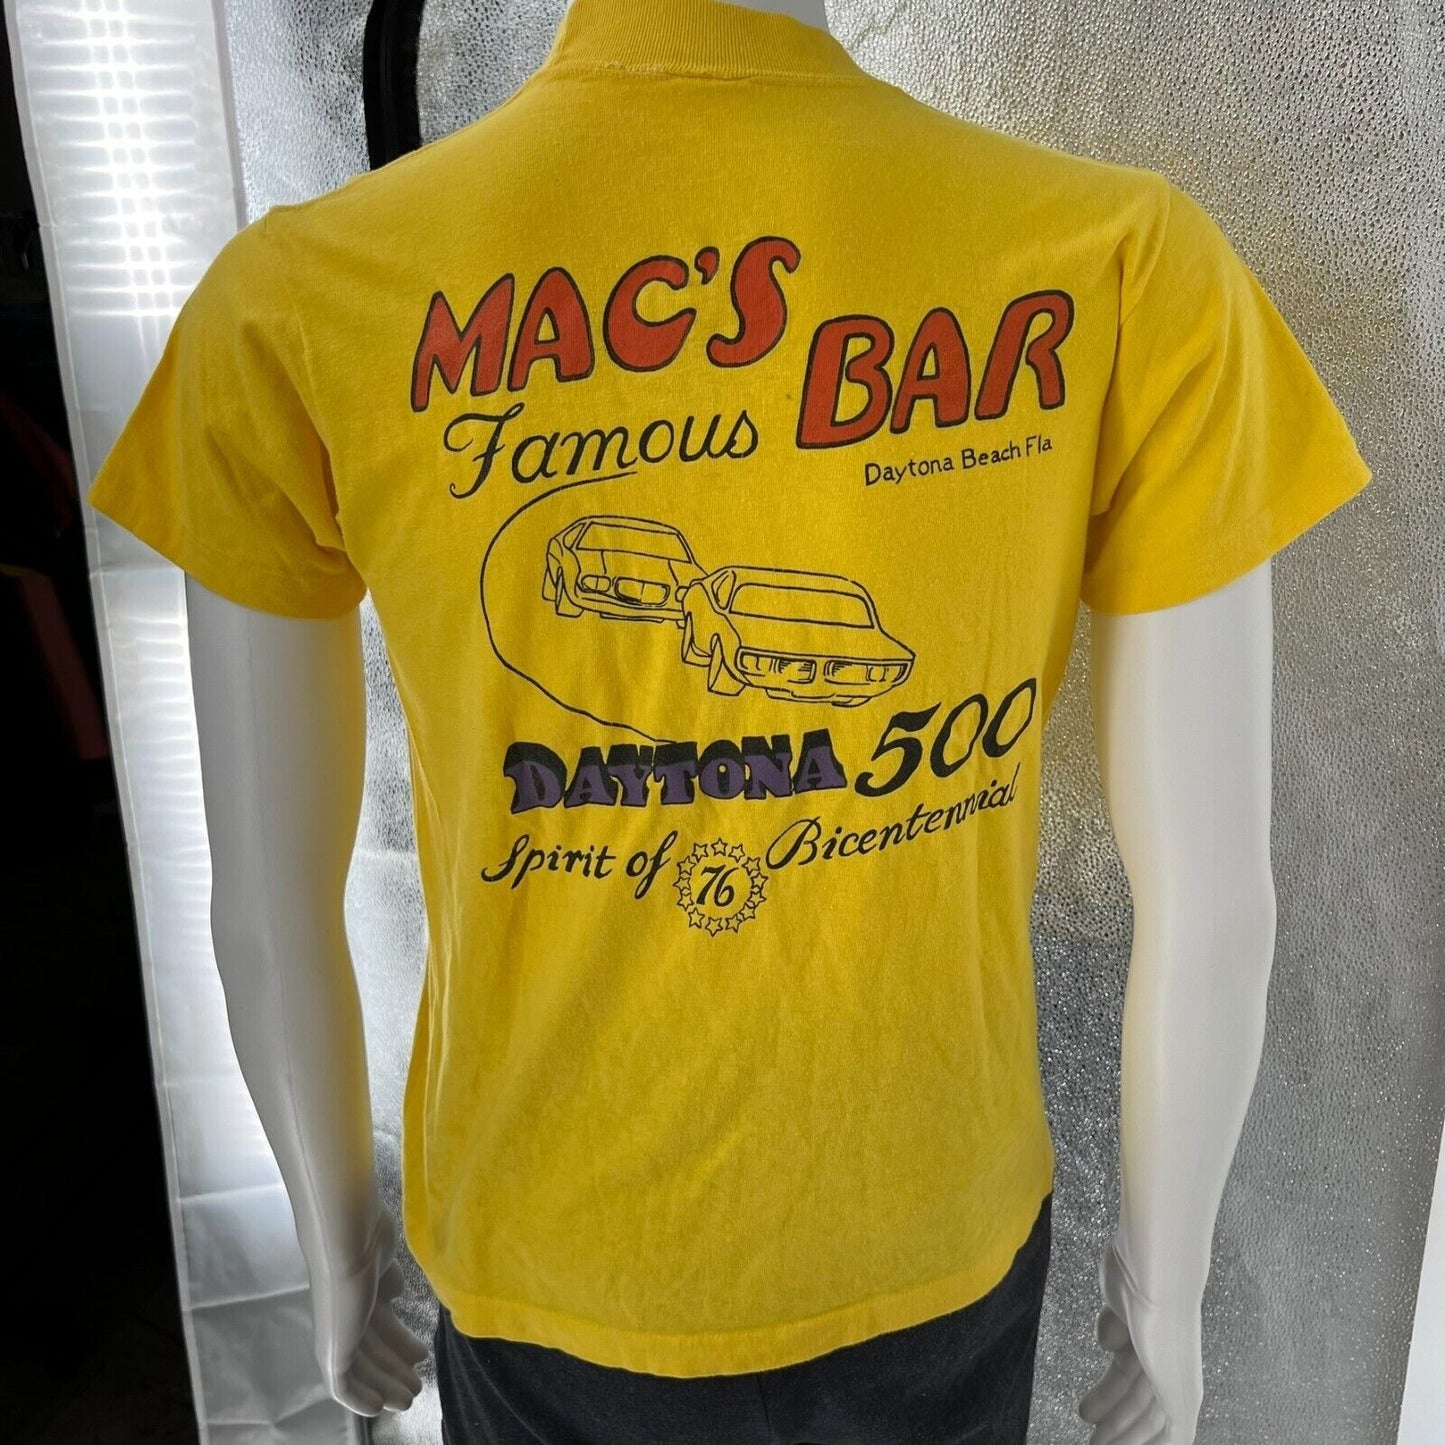 MAC'S BAR
Famous
Daytona Beach Fla
DAYTONA 500
Spirit of 76 Bicentennial